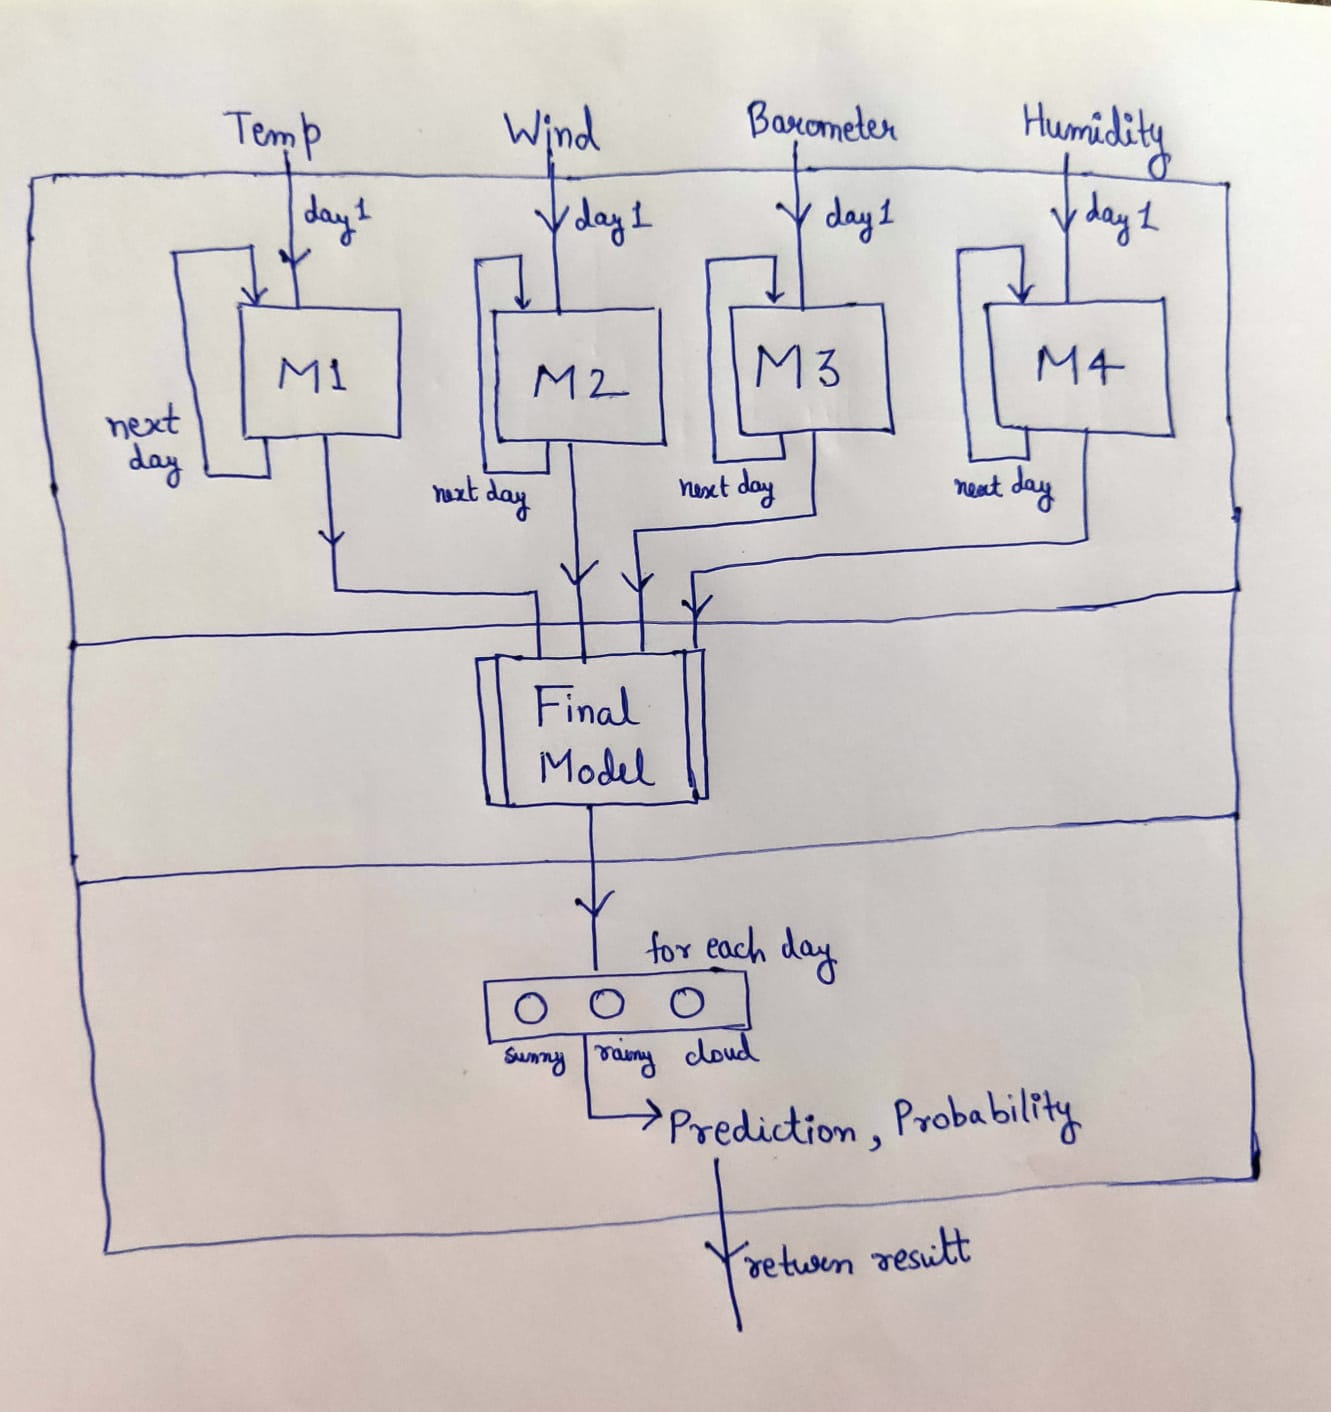 Temp Wind Barometer Humidity
day 1 day 1 day 1 day 1
M1 M2 M3 M4
next
day
next day next day next day
Final
Model
for each day
sunny rainy cloud
Prediction, Probability
return result